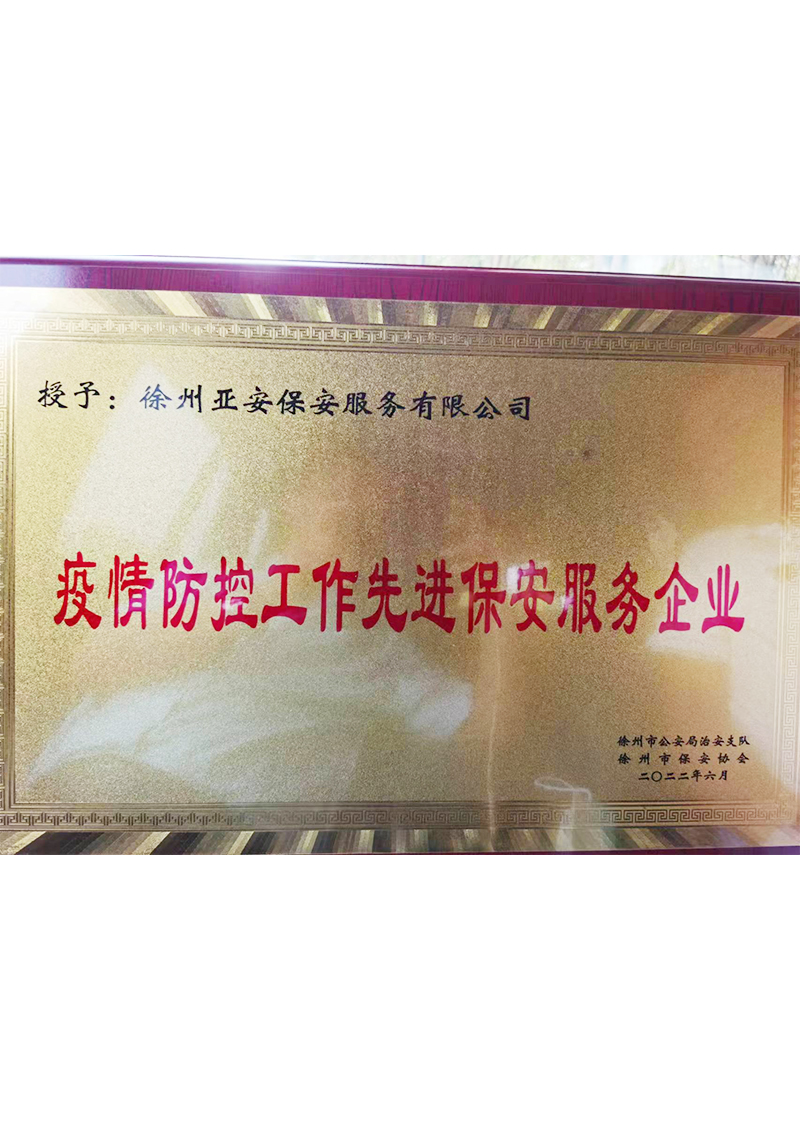 授予：徐州亚安保安服务有限公司
疫情防控工作先进保安服务企业
徐州市公安局治安支队
徐州市保安协会
二〇二二年六月